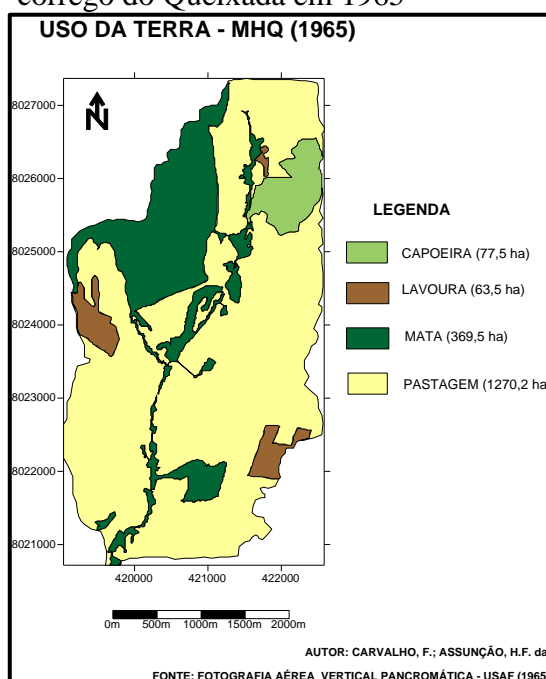 córrego do Queixada em 1965
USO DA TERRA - MHQ (1965)
N
8027000
8026000
8025000
8024000
8023000
8022000
8021000
420000 421000 422000
LEGENDA
CAPOEIRA (77,5 ha)
LAVOURA (63,5 ha)
MATA (369,5 ha)
PASTAGEM (1270,2 ha
0m 500m 1000m 1500m 2000m
AUTOR: CARVALHO, F.; ASSUNÇÃO, H.F. da
FONTE: FOTOGRAFIA AÉREA VERTICAL PANCROMÁTICA - USAF (1965